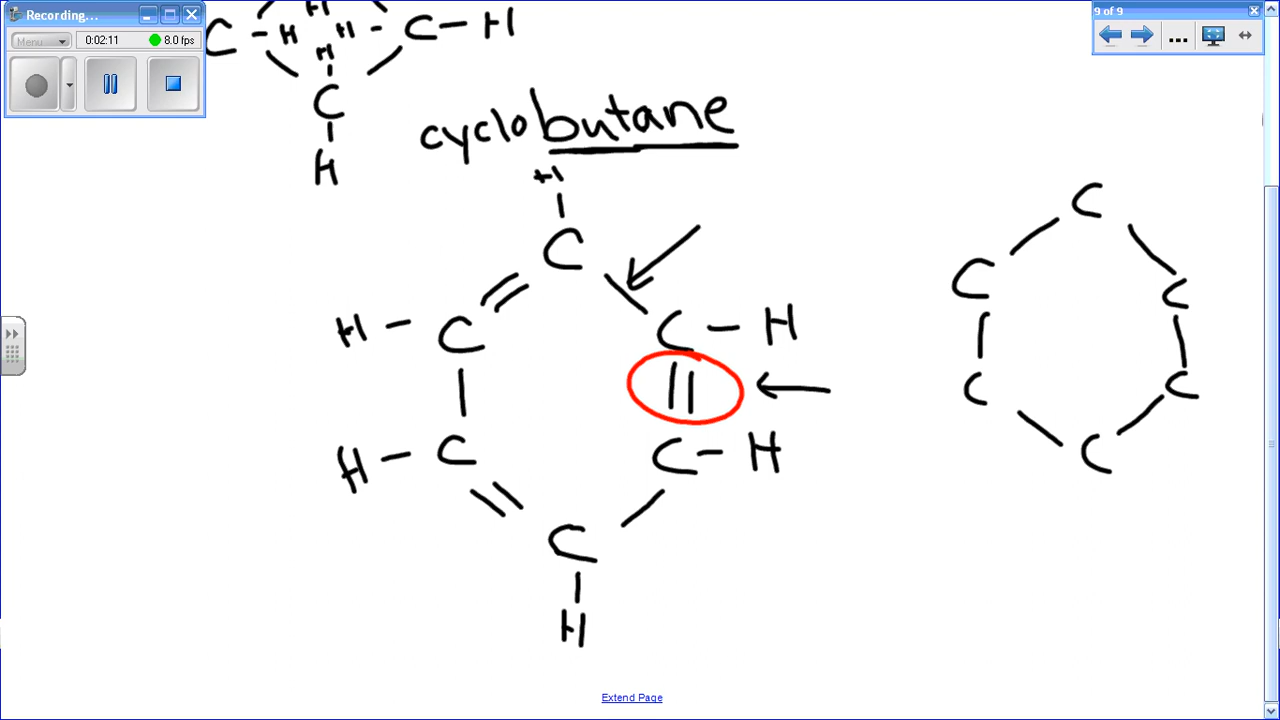 Recording...
9 of 9
Menu
0:02:11
8.0 fps
...
H
C - H H - C - H
H
C
H
cyclobutane
H
C
C
H - C
C - H
C
C
H - C
C - H
C
C
C
C
H
Extend Page